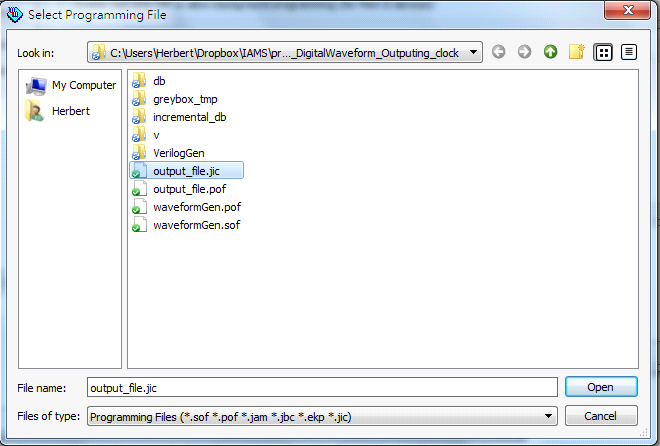 Select Programming File
Look in: C:\Users\Herbert\Dropbox\IAMS\pr..._DigitalWaveform_Outputing_clock
My Computer
Herbert
db
greybox_tmp
incremental_db
v
VerilogGen
output_file.jic
output_file.pof
waveformGen.pof
waveformGen.sof
File name: output_file.jic Open
Files of type: Programming Files (*.sof *.pof *.jam *.jbc *.ekp *.jic) Cancel